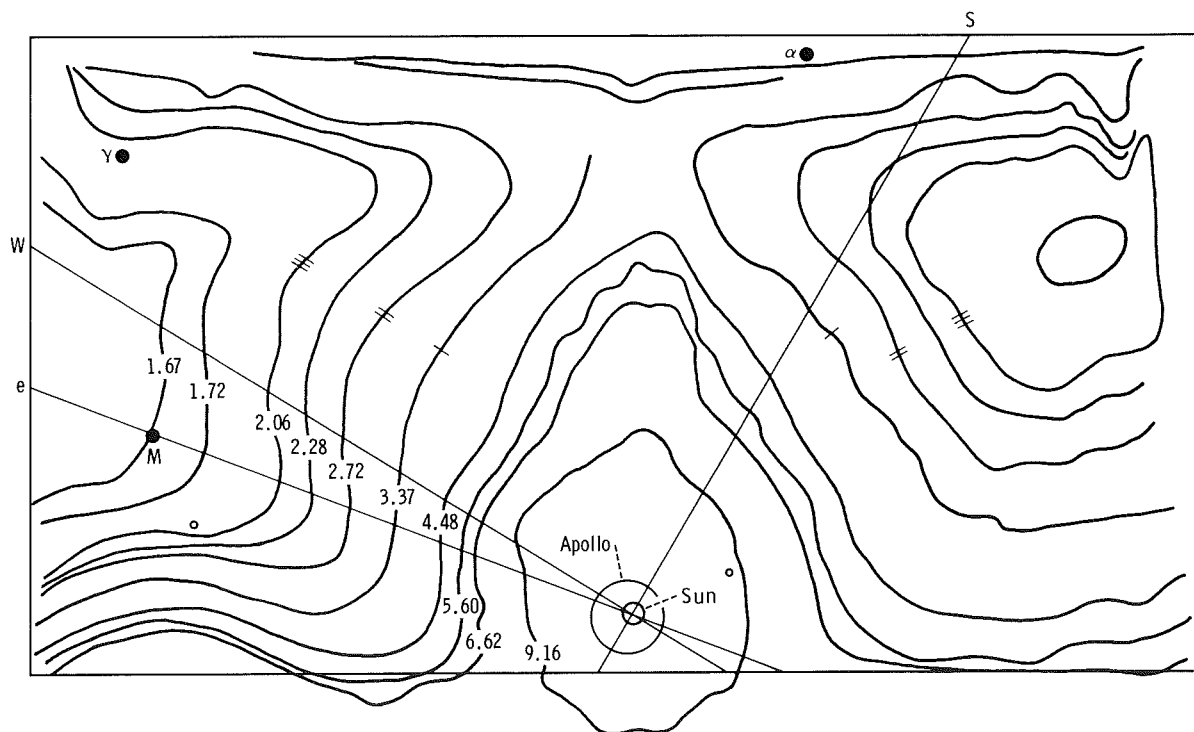 S
α
γ
W
e
M
1.67
1.72
2.06
2.28
2.72
3.37
4.48
5.60
6.62
9.16
Apollo
Sun